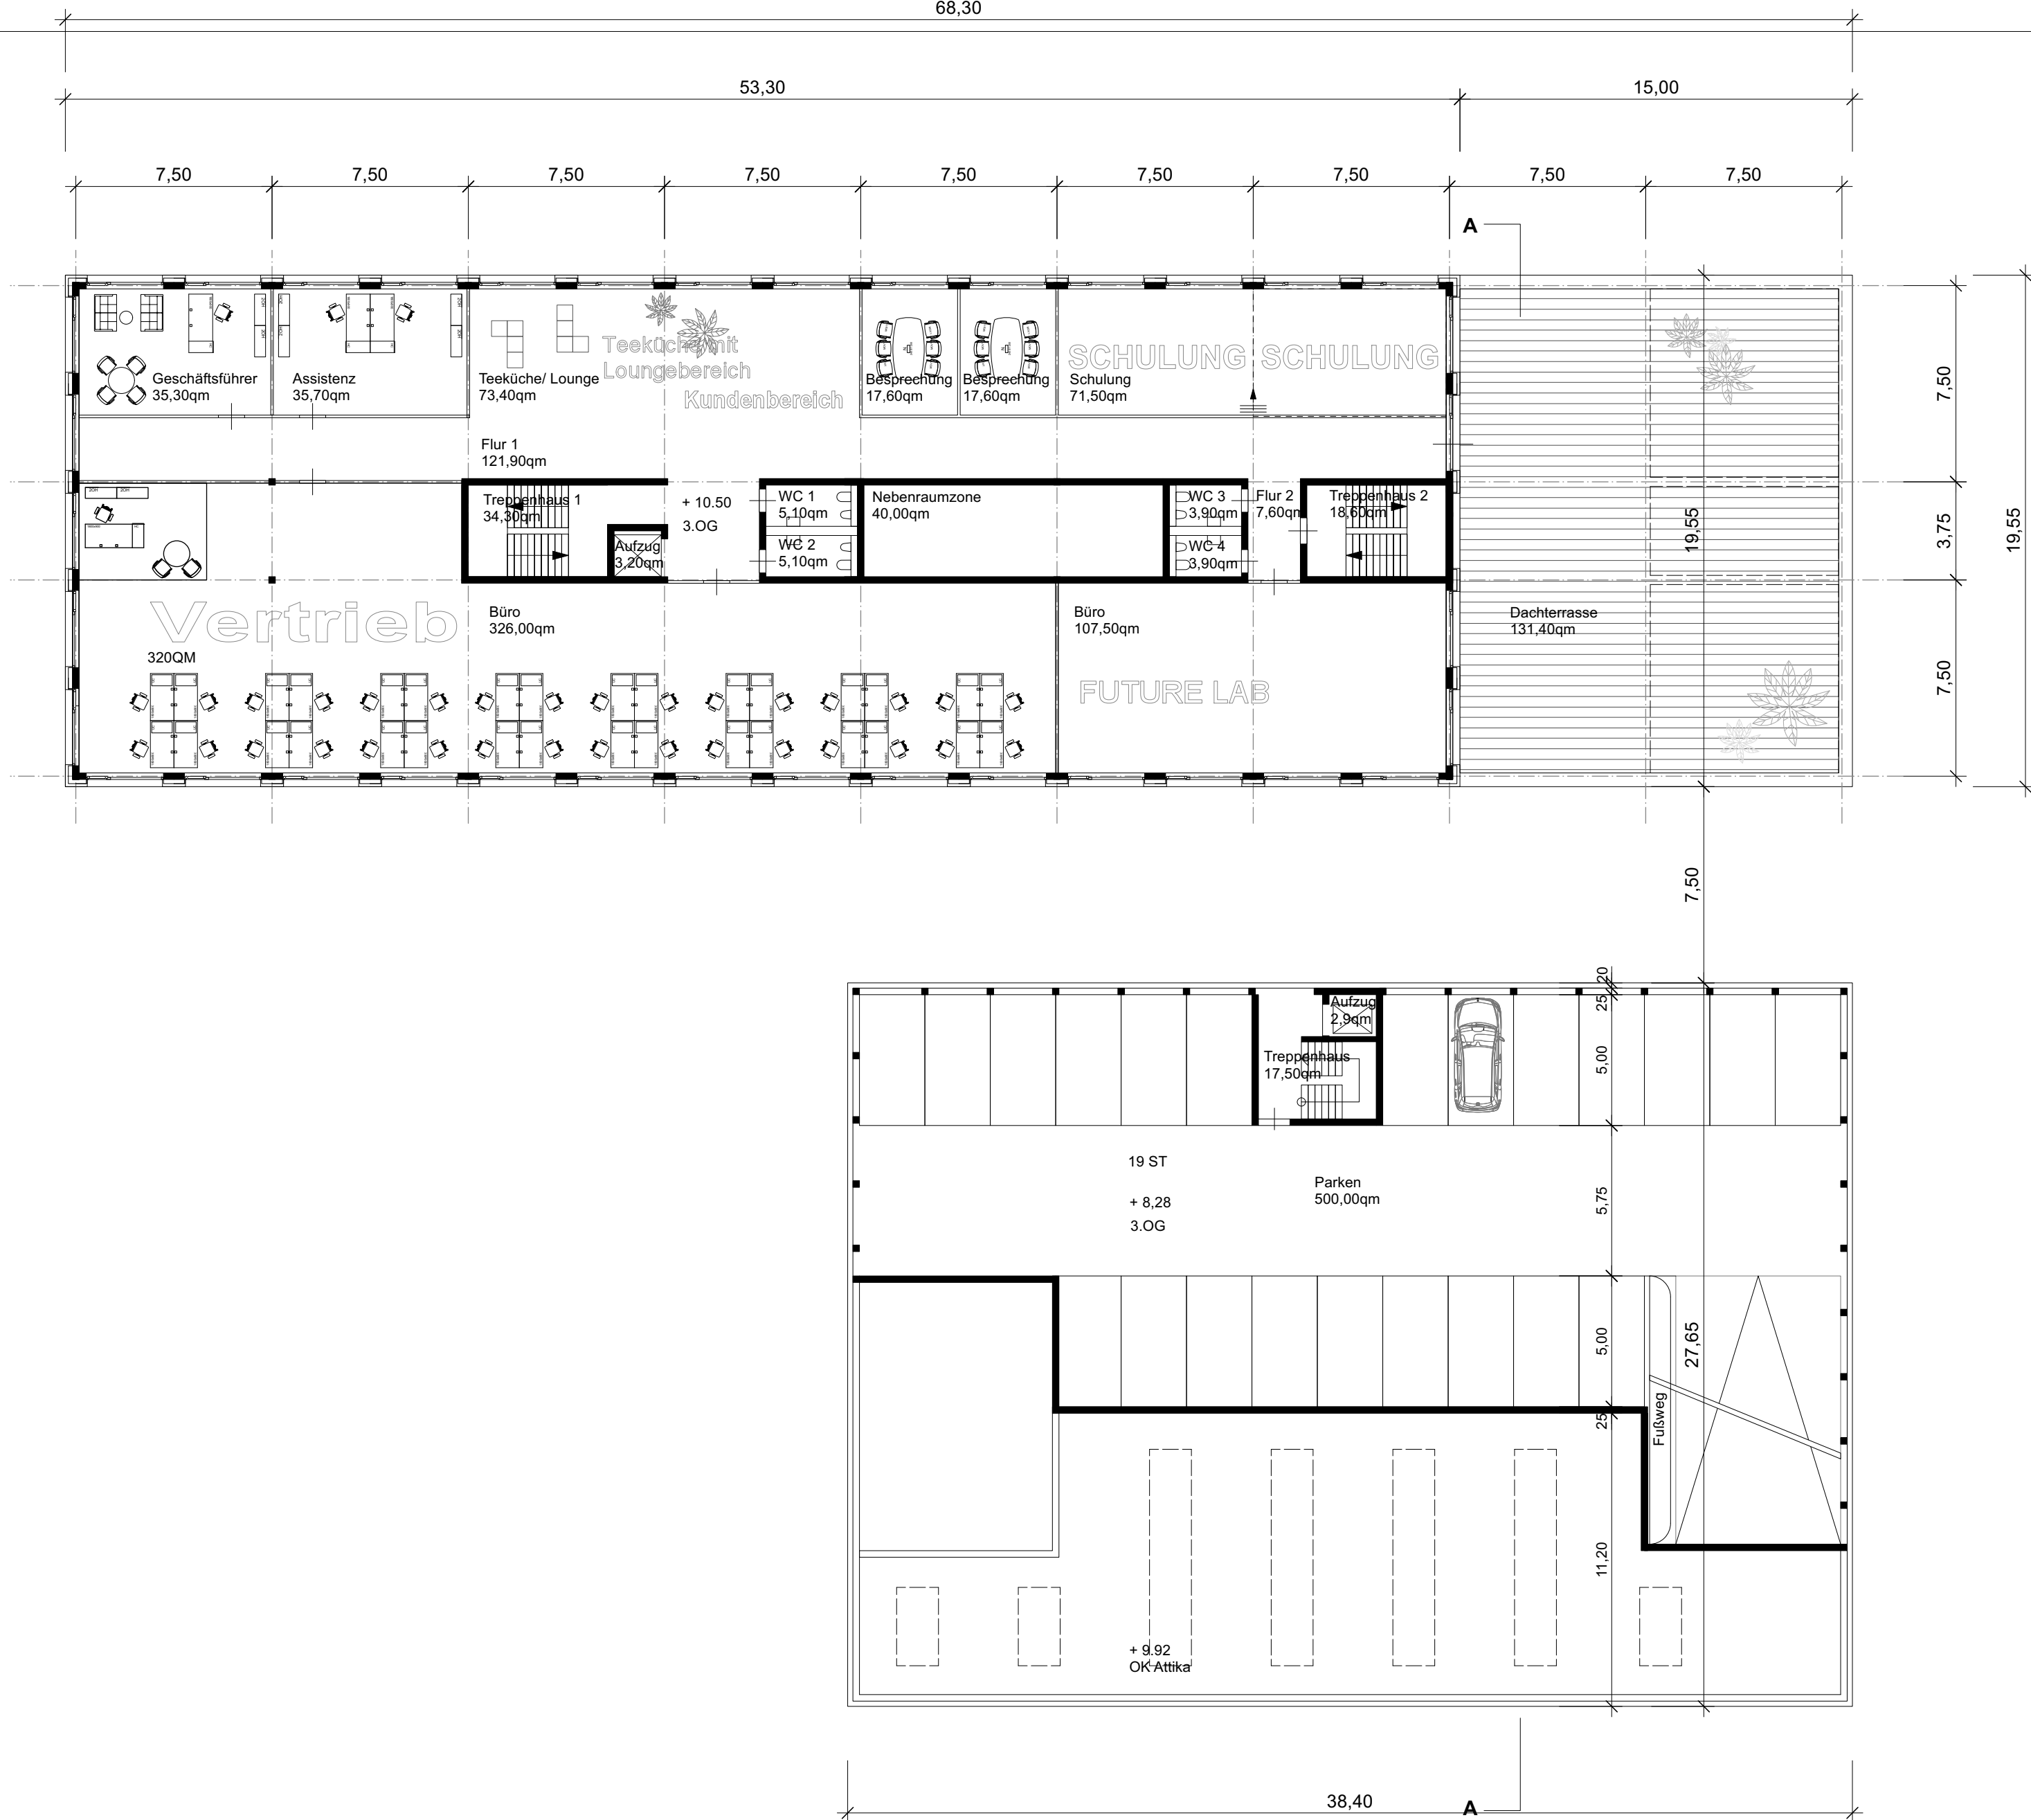 68,30
53,30
15,00
7,50
7,50
7,50
7,50
7,50
7,50
7,50
7,50
7,50
A
Geschäftsführer
35,30qm
Assistenz
35,70qm
Teeküche/ Lounge
73,40qm
Teeküche mit
Loungebereich
Kundenbereich
Besprechung
17,60qm
Besprechung
17,60qm
SCHULUNG SCHULUNG
Schulung
71,50qm
7,50
Flur 1
121,90qm
Treppenhaus 1
34,30qm
Aufzug
3,20qm
+ 10.50
3.OG
WC 1
5,10qm
WC 2
5,10qm
Nebenraumzone
40,00qm
WC 3
3,90qm
WC 4
3,90qm
Flur 2
7,60qm
Treppenhaus 2
18,60qm
19,55
3,75
19,55
Vertrieb
320QM
Büro
326,00qm
Büro
107,50qm
FUTURE LAB
Dachterrasse
131,40qm
7,50
7,50
20
25
Aufzug
2,9qm
Treppenhaus
17,50qm
5,00
19 ST
+ 8,28
3.OG
Parken
500,00qm
5,75
5,00
27,65
Fußweg
25
11,20
+ 9.92
OK Attika
38,40
A